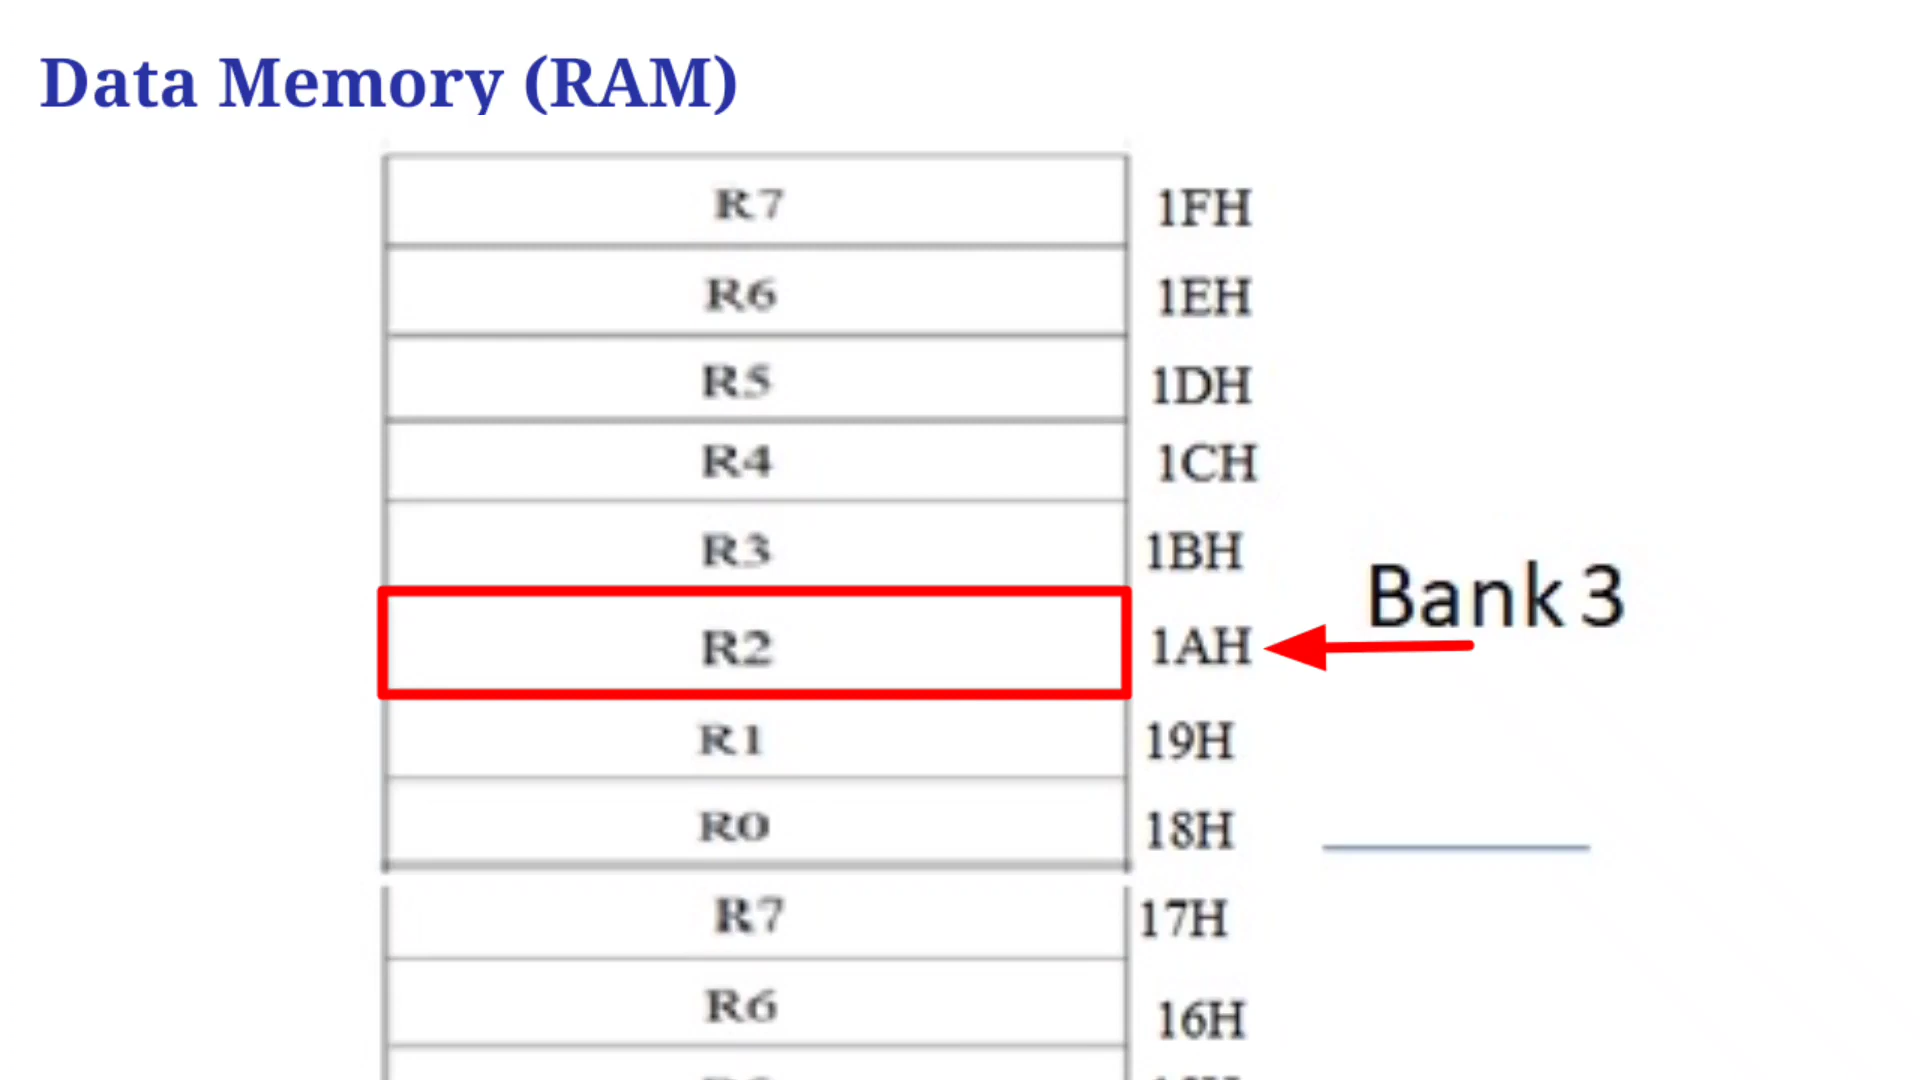 Data Memory (RAM)
R7 1FH
R6 1EH
R5 1DH
R4 1CH
R3 1BH
Bank 3
R2 1AH
R1 19H
R0 18H
R7 17H
R6 16H